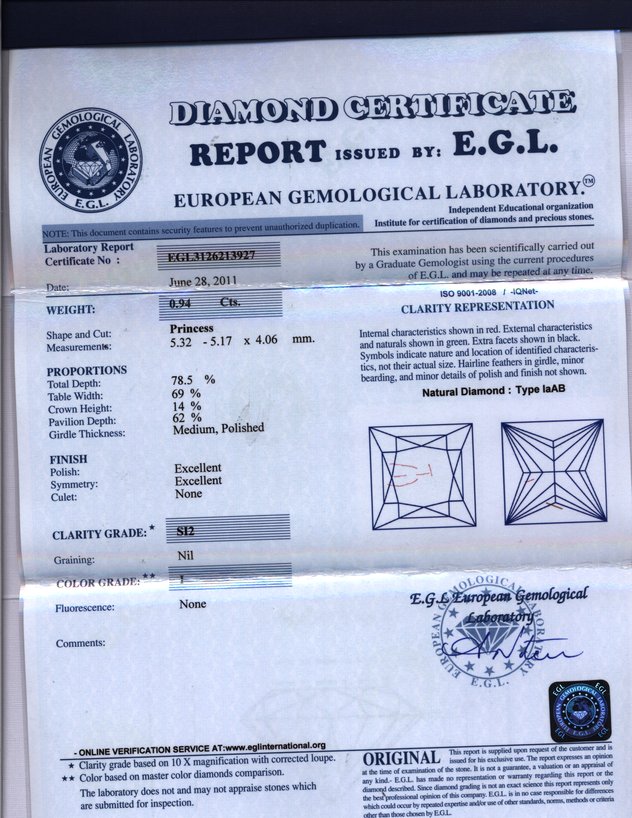 DIAMOND CERTIFICATE
REPORT ISSUED BY: E.G.L.
EUROPEAN GEMOLOGICAL LABORATORY.™
Independent Educational organization
Institute for certification of diamonds and precious stones.
EUROPEAN GEMOLOGICAL LABORATORY
E.G.L.
NOTE: This document contains security features to prevent unauthorized duplication.
Laboratory Report
Certificate No : EGL3126213927
Date: June 28, 2011
WEIGHT: 0.94 Cts.
Shape and Cut: Princess
Measurements: 5.32 - 5.17 x 4.06 mm.
PROPORTIONS
Total Depth: 78.5 %
Table Width: 69 %
Crown Height: 14 %
Pavilion Depth: 62 %
Girdle Thickness: Medium, Polished
FINISH
Polish: Excellent
Symmetry: Excellent
Culet: None
CLARITY GRADE: * SI2
Graining: Nil
COLOR GRADE: **
Fluorescence: None
Comments:
This examination has been scientifically carried out
by a Graduate Gemologist using the current procedures
of E.G.L. and may be repeated at any time.
ISO 9001-2008 / -IQNet-
CLARITY REPRESENTATION
Internal characteristics shown in red. External characteristics
and naturals shown in green. Extra facets shown in black.
Symbols indicate nature and location of identified characteris-
tics, not their actual size. Hairline feathers in girdle, minor
bearding, and minor details of polish and finish not shown.
Natural Diamond : Type IaAB
E.G.L European Gemological
Laboratory
EUROPEAN GEMOLOGICAL LABORATORY
E.G.L.
EGL EGL
- ONLINE VERIFICATION SERVICE AT:www.eglinternational.org
★ Clarity grade based on 10 X magnification with corrected loupe.
★★ Color based on master color diamonds comparison.
The laboratory does not and may not appraise stones which
are submitted for inspection.
ORIGINAL This report is supplied upon request of the customer and is
issued for his exclusive use. The report expresses an opinion
at the time of examination of the stone. It is not a guarantee, a valuation or an appraisal of
any kind.- E.G.L. has made no representation or warranty regarding this report or the
diamond described. Since diamond grading is not an exact science this report represents only
the best professional opinion of this company. E.G.L. is in no case responsible for differences
which could occur by repeated expertise and/or use of other standards, norms, methods or criteria
other than those chosen by E.G.L.